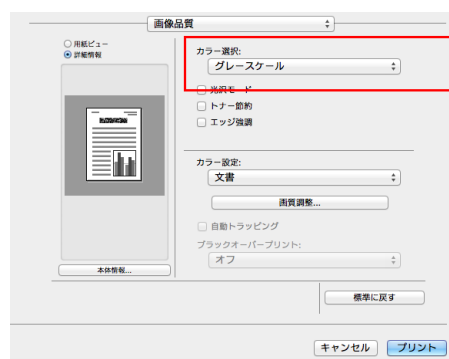 画像品質
用紙ビュー
詳細情報
カラー選択:
グレースケール
光沢モード
トナー節約
エッジ強調
カラー設定:
文書
画質調整...
自動トラッピング
ブラックオーバープリント:
オフ
本体情報...
標準に戻す
キャンセル
プリント